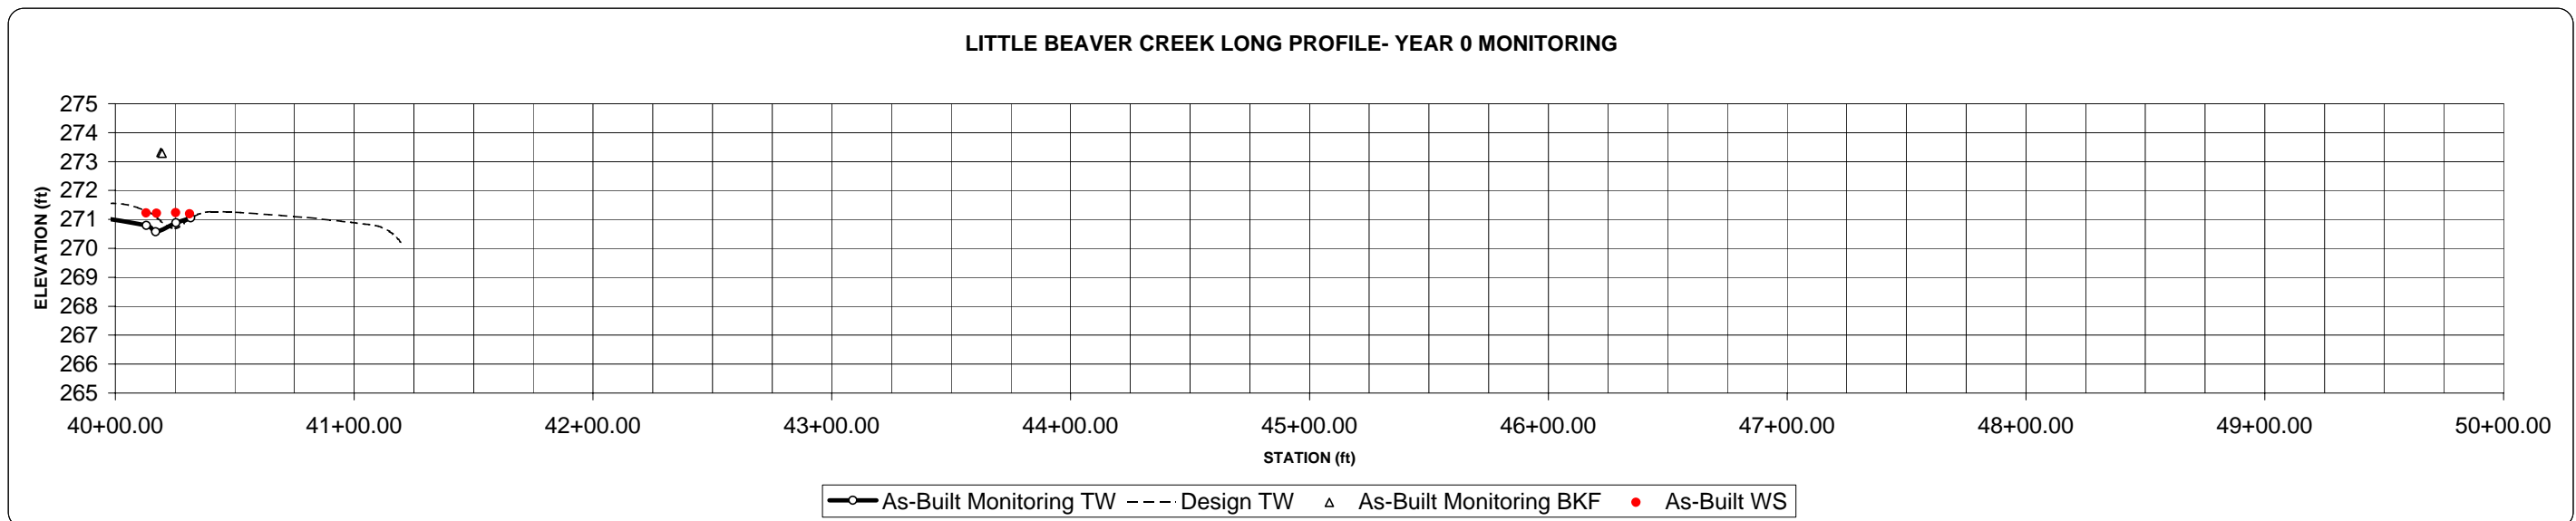 LITTLE BEAVER CREEK LONG PROFILE- YEAR 0 MONITORING
275
274
273
272
271
270
269
268
267
266
265
ELEVATION (ft)
40+00.00 41+00.00 42+00.00 43+00.00 44+00.00 45+00.00 46+00.00 47+00.00 48+00.00 49+00.00 50+00.00
STATION (ft)
As-Built Monitoring TW Design TW As-Built Monitoring BKF As-Built WS